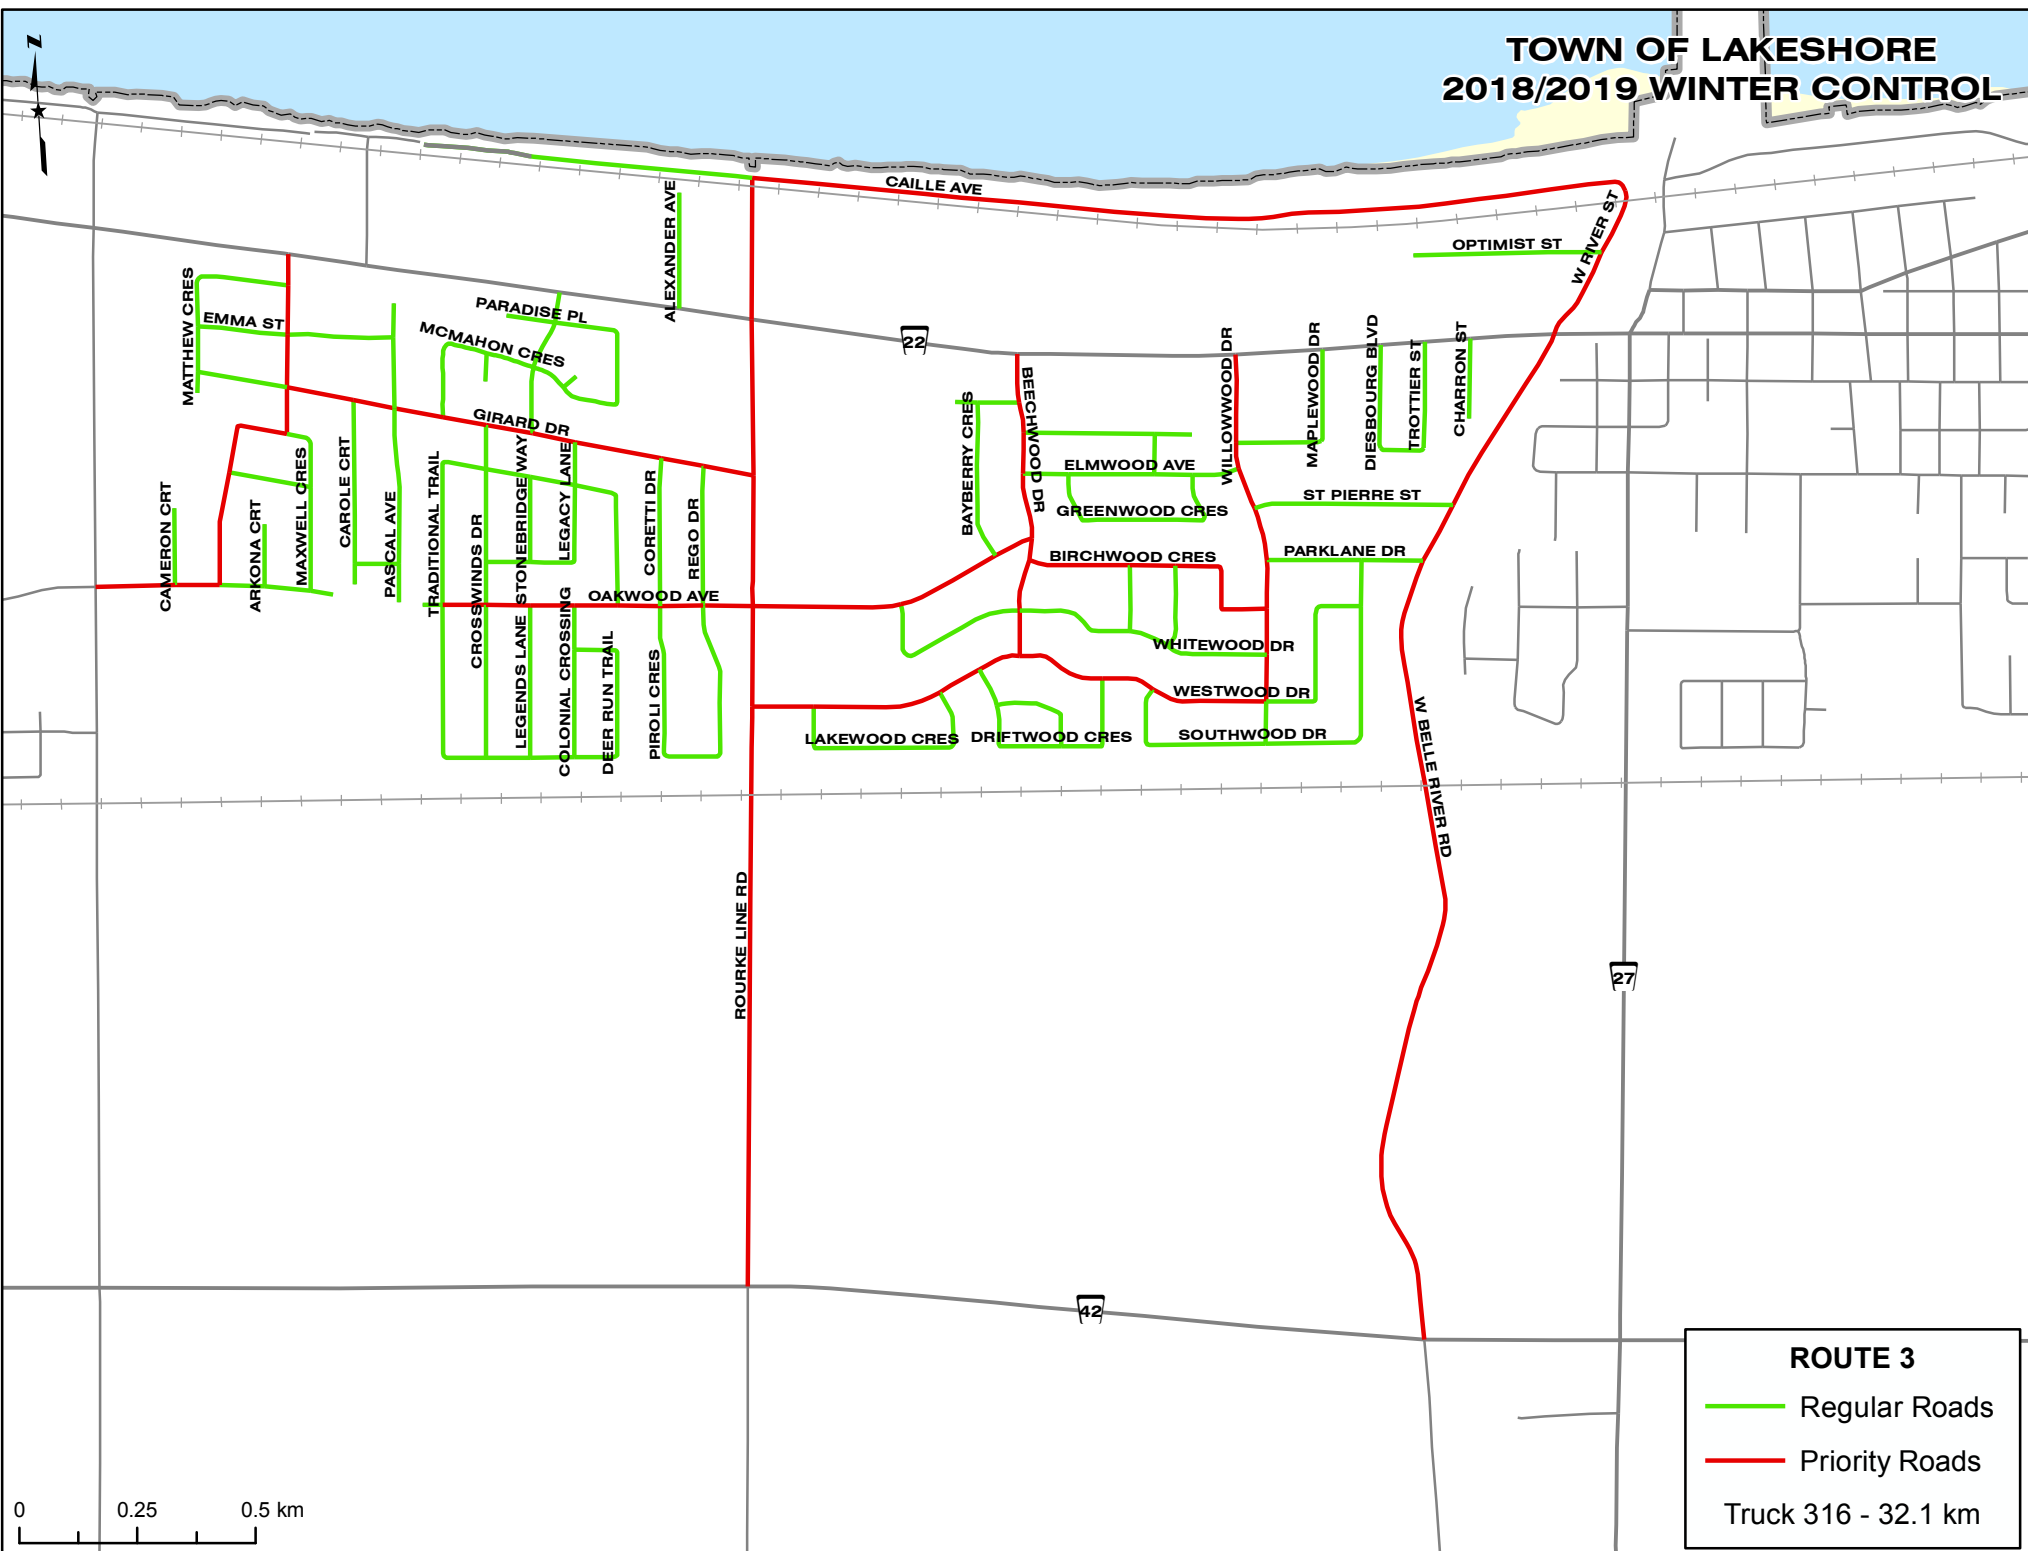 TOWN OF LAKESHORE
2018/2019 WINTER CONTROL
N
CAILLE AVE
ALEXANDER AVE
W RIVER ST
OPTIMIST ST
MATTHEW CRES
EMMA ST
PARADISE PL
MCMAHON CRES
22
GIRARD DR
BEECHWOOD DR
WILLOWWOOD DR
MAPLEWOOD DR
DIESBOURG BLVD
TROTTIER ST
CHARRON ST
BAYBERRY CRES
ELMWOOD AVE
GREENWOOD CRES
ST PIERRE ST
CAMERON CRT
ARKONA CRT
MAXWELL CRES
CAROLE CRT
PASCAL AVE
TRADITIONAL TRAIL
CROSSWINDS DR
STONEBRIDGE WAY
LEGACY LANE
CORETTI DR
REGO DR
BIRCHWOOD CRES
PARKLANE DR
OAKWOOD AVE
LEGENDS LANE
COLONIAL CROSSING
DEER RUN TRAIL
PIROLI CRES
WHITEWOOD DR
WESTWOOD DR
LAKEWOOD CRES
DRIFTWOOD CRES
SOUTHWOOD DR
W BELLE RIVER RD
ROURKE LINE RD
27
42
ROUTE 3
Regular Roads
Priority Roads
Truck 316 - 32.1 km
0 0.25 0.5 km